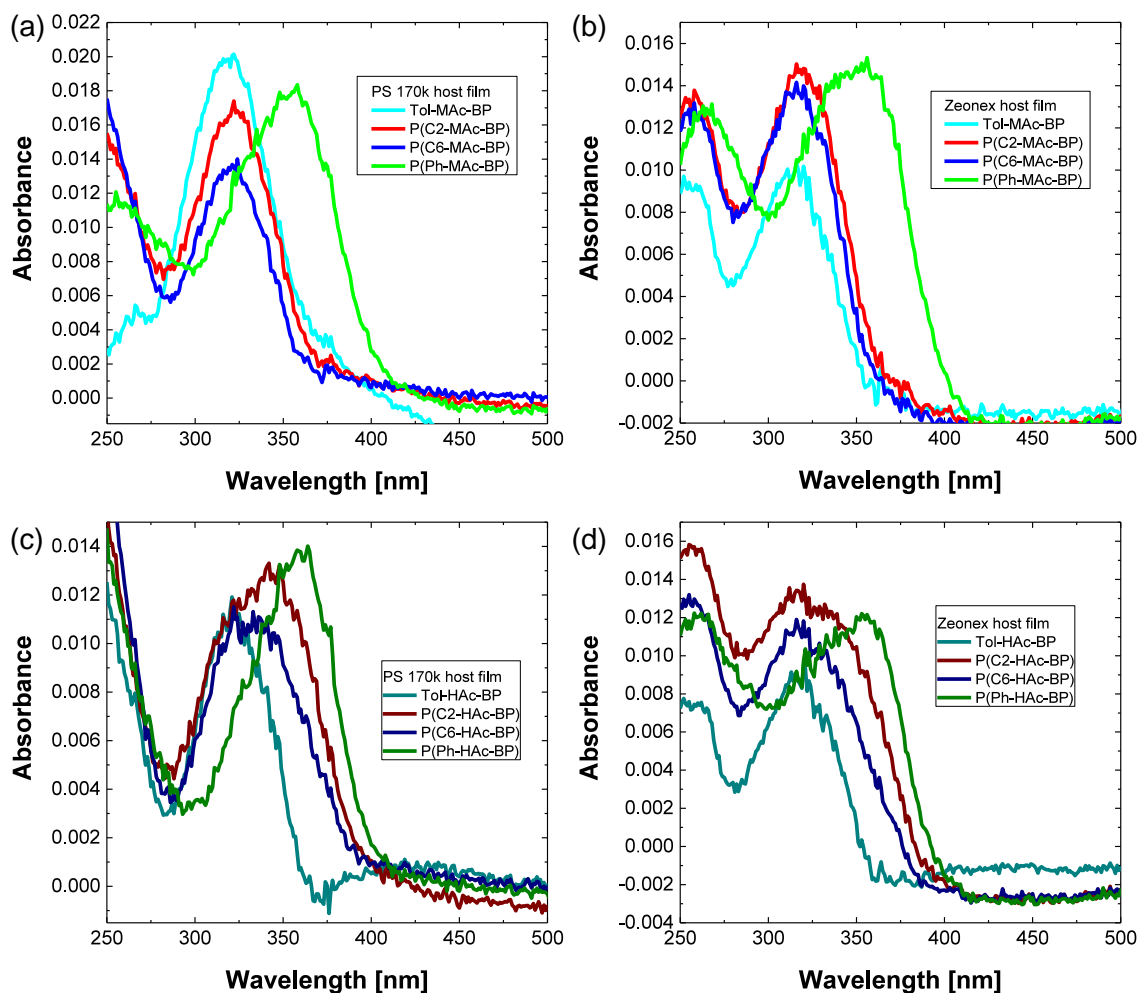 (a)
0.022
0.020
0.018
0.016
0.014
0.012
0.010
0.008
0.006
0.004
0.002
0.000
Absorbance
PS 170k host film
Tol-MAc-BP
P(C2-MAc-BP)
P(C6-MAc-BP)
P(Ph-MAc-BP)
250 300 350 400 450 500
Wavelength [nm]
(b)
0.016
0.014
0.012
0.010
0.008
0.006
0.004
0.002
0.000
-0.002
Absorbance
Zeonex host film
Tol-MAc-BP
P(C2-MAc-BP)
P(C6-MAc-BP)
P(Ph-MAc-BP)
250 300 350 400 450 500
Wavelength [nm]
(c)
0.014
0.012
0.010
0.008
0.006
0.004
0.002
0.000
Absorbance
PS 170k host film
Tol-HAc-BP
P(C2-HAc-BP)
P(C6-HAc-BP)
P(Ph-HAc-BP)
250 300 350 400 450 500
Wavelength [nm]
(d)
0.016
0.014
0.012
0.010
0.008
0.006
0.004
0.002
0.000
-0.002
-0.004
Absorbance
Zeonex host film
Tol-HAc-BP
P(C2-HAc-BP)
P(C6-HAc-BP)
P(Ph-HAc-BP)
250 300 350 400 450 500
Wavelength [nm]